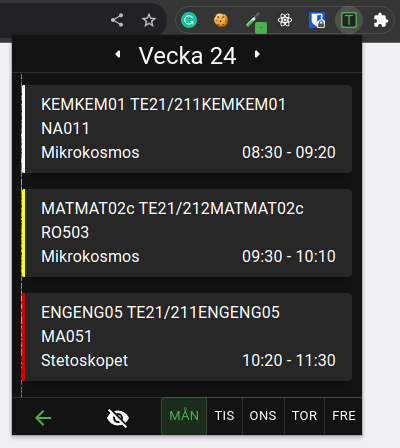 Vecka 24
KEMKEM01 TE21/211KEMKEM01
NA011
Mikrokosmos 08:30 - 09:20
MATMAT02c TE21/212MATMAT02c
RO503
Mikrokosmos 09:30 - 10:10
ENGENG05 TE21/211ENGENG05
MA051
Stetoskopet 10:20 - 11:30
MÅN TIS ONS TOR FRE